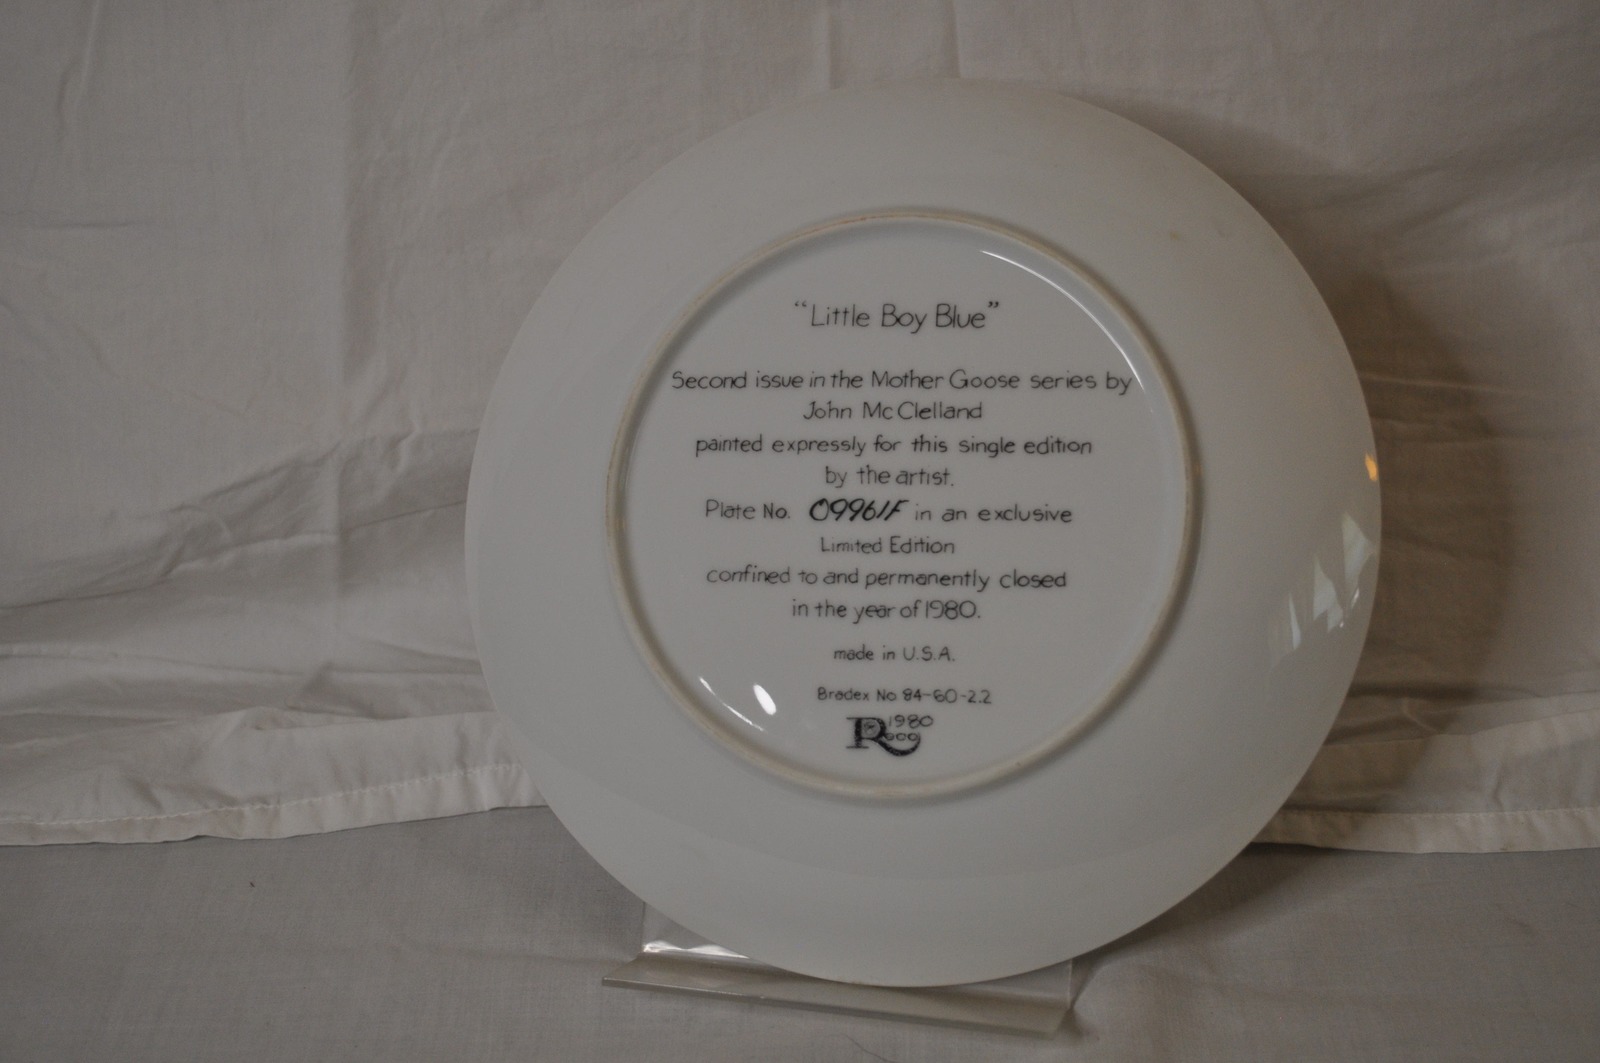 “Little Boy Blue”
Second issue in the Mother Goose series by
John McClelland
painted expressly for this single edition
by the artist.
Plate No. 09961F in an exclusive
Limited Edition
confined to and permanently closed
in the year of 1980.
made in U.S.A.
Bradex No 84-60-2.2
1980
Reco